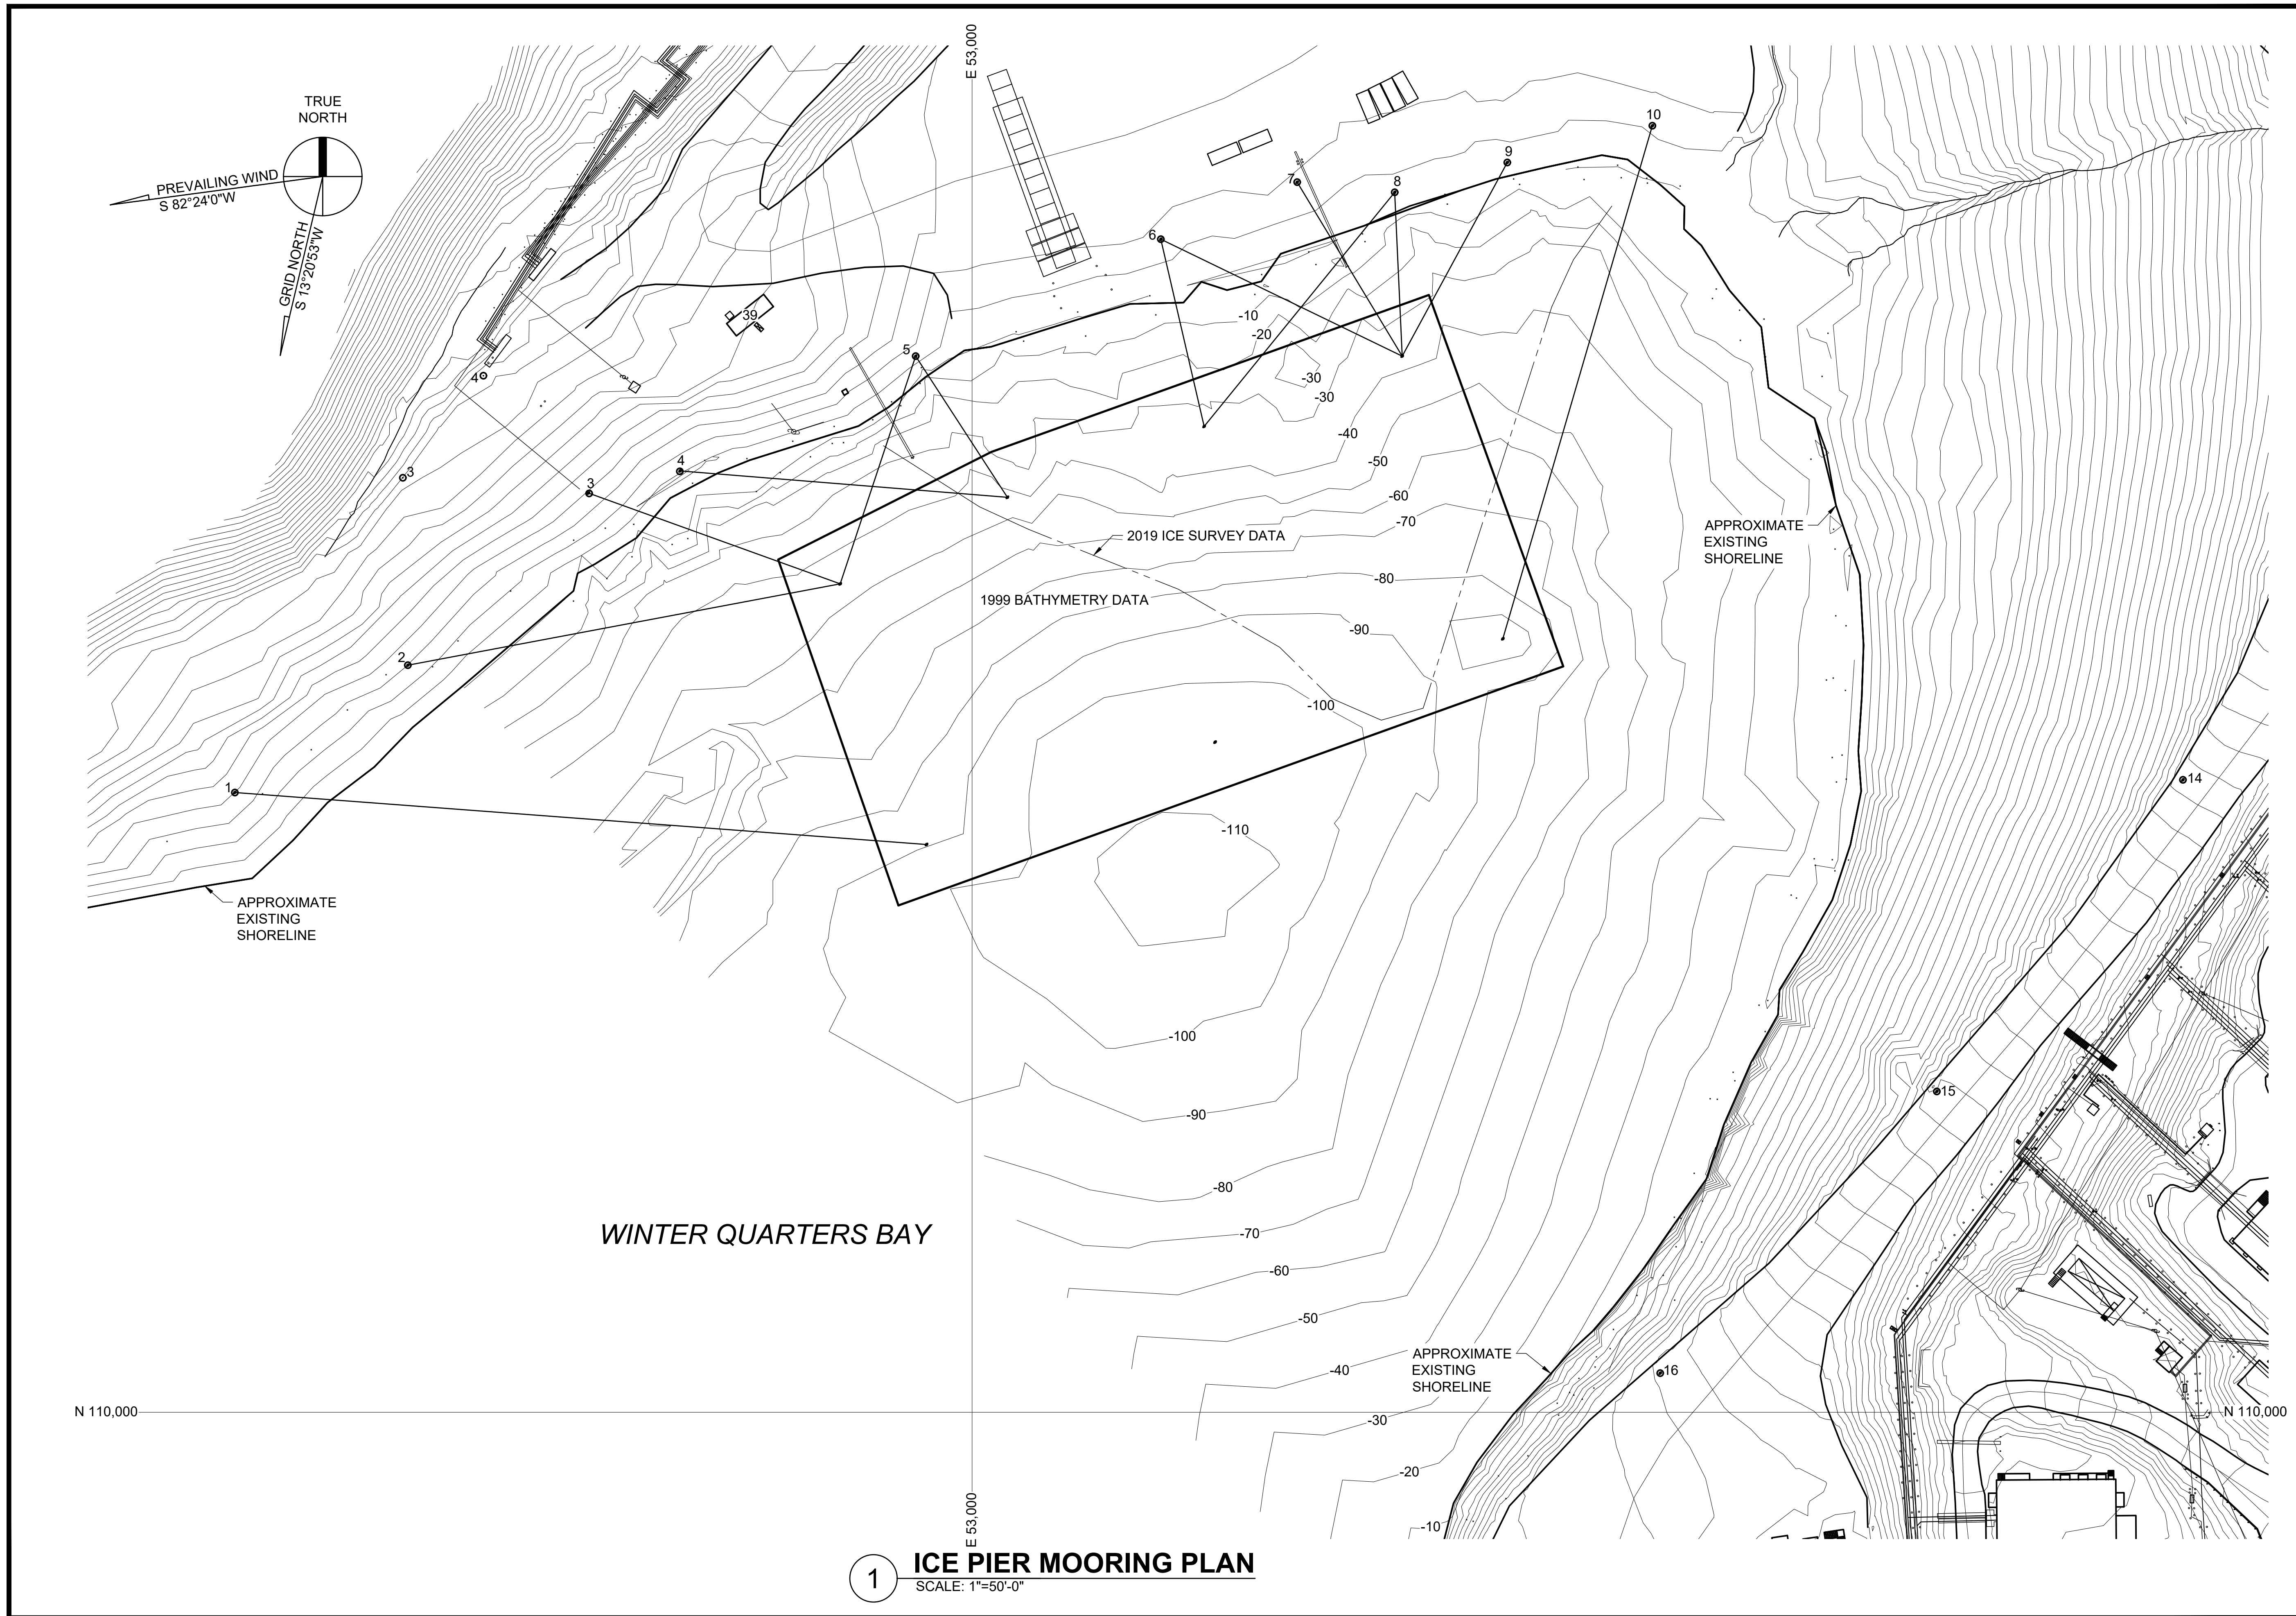 E 53,000
TRUE
NORTH
PREVAILING WIND
S 82°24'0"W
GRID NORTH
S 13°20'53"W
10
9
7
8
6
39
5
4
3
4
3
2
1
-10
-20
-30
-30
-40
-50
-60
-70
-80
-90
-100
-110
2019 ICE SURVEY DATA
1999 BATHYMETRY DATA
APPROXIMATE
EXISTING
SHORELINE
14
APPROXIMATE
EXISTING
SHORELINE
15
-100
-90
-80
-70
-60
-50
-40
-30
-20
-10
WINTER QUARTERS BAY
APPROXIMATE
EXISTING
SHORELINE
16
N 110,000
N 110,000
E 53,000
1
ICE PIER MOORING PLAN
SCALE: 1"=50'-0"